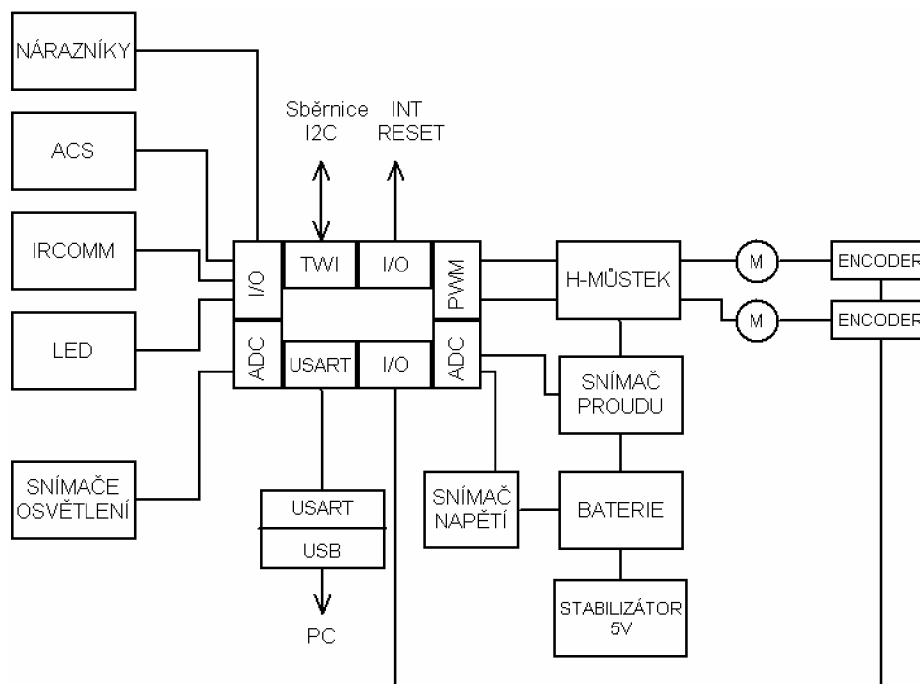 NÁRAZNÍKY
ACS
IRCOMM
LED
SNÍMAČE
OSVĚTLENÍ
Sběrnice
I2C
INT
RESET
I/O
TWI
I/O
PWM
ADC
USART
I/O
ADC
USART
USB
PC
H-MŮSTEK
M
ENCODER
M
ENCODER
SNÍMAČ
PROUDU
SNÍMAČ
NAPĚTÍ
BATERIE
STABILIZÁTOR
5V